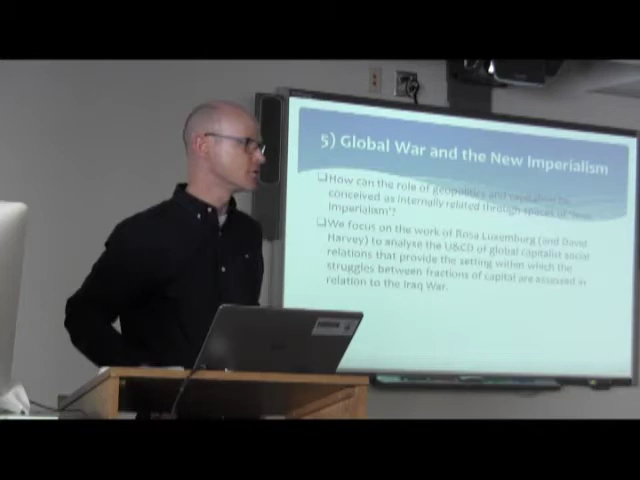 5) Global War and the New Imperialism
How can the role of geopolitics and capitalism be
conceived as internally related through spaces of 'New
Imperialism'?
We focus on the work of Rosa Luxemburg (and David
Harvey) to analyse the U&CD of global capitalist social
relations that provide the setting within which the
struggles between fractions of capital are assessed in
relation to the Iraq War.